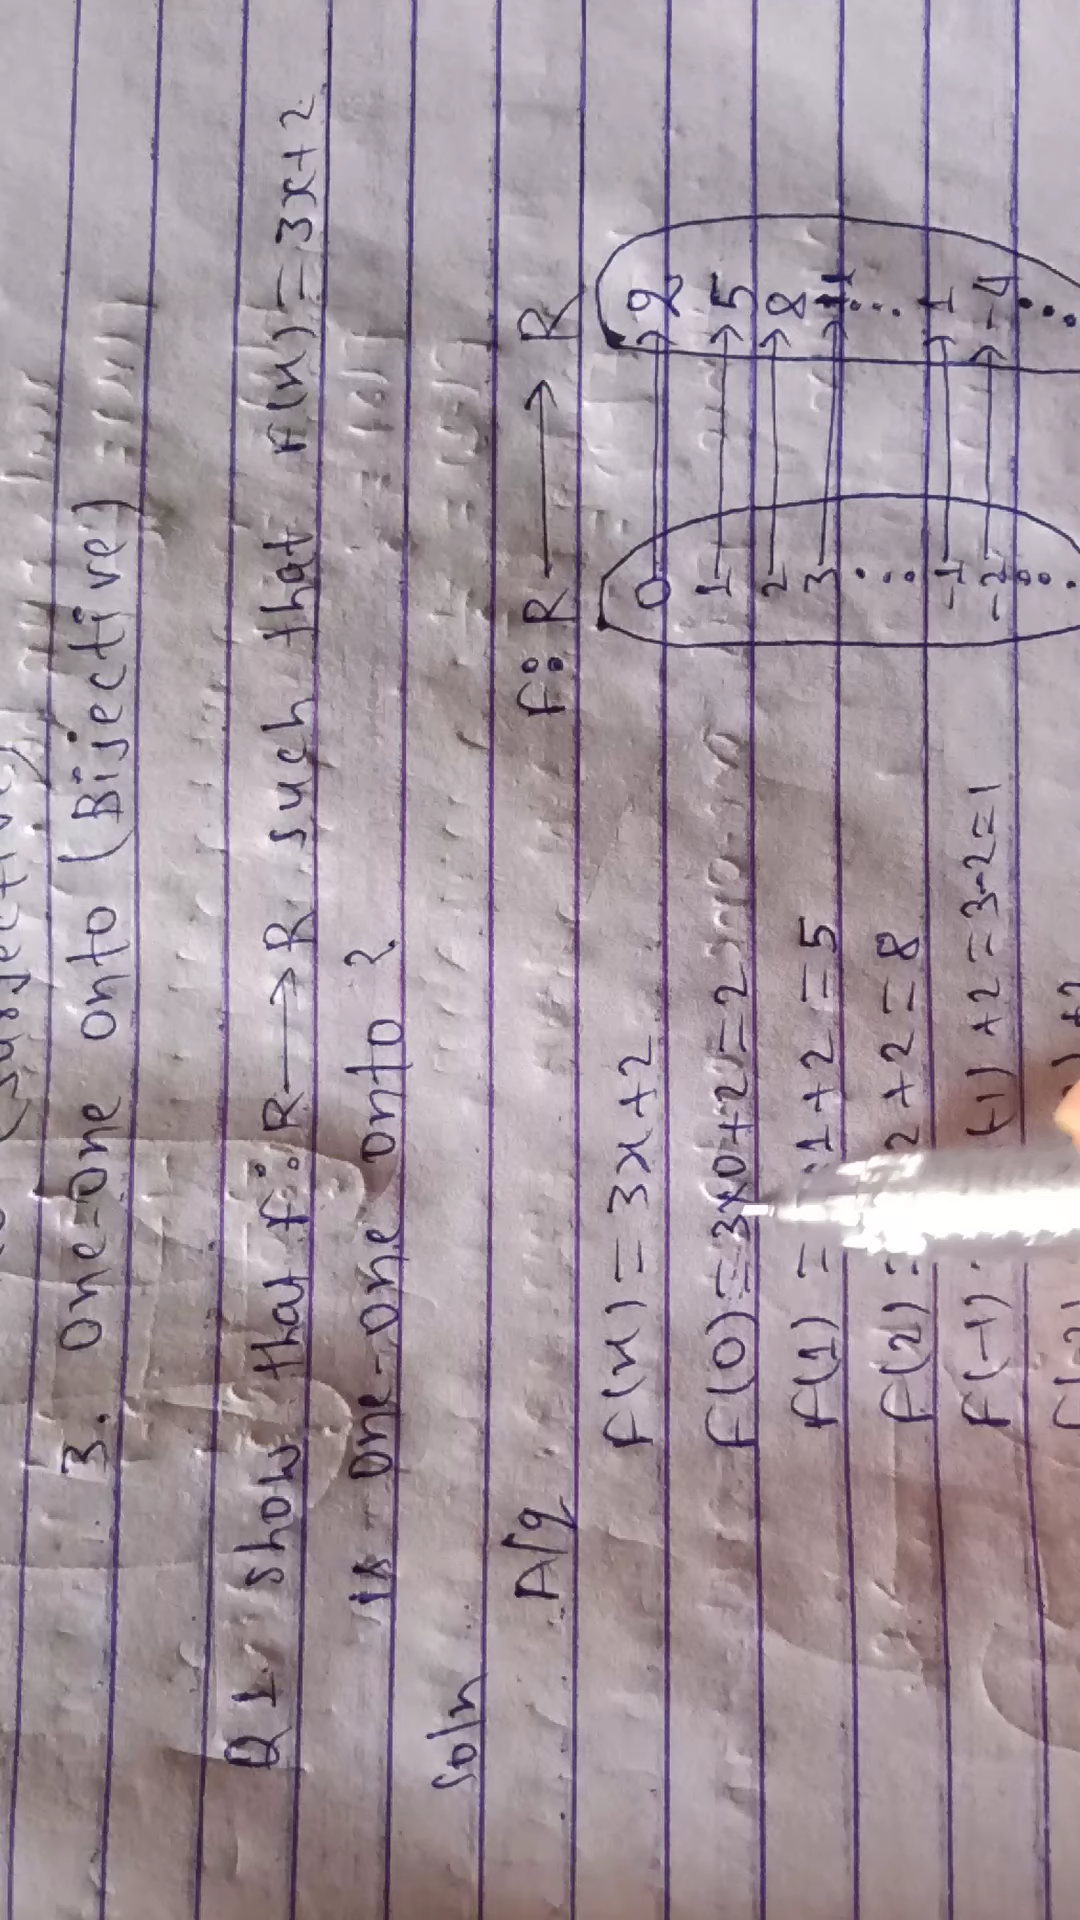 3. One-One onto (Bijective)
Q1 Show that f: R → R such that f(x) = 3x+2
is one-one onto?
Soln
A/q
f: R → R
f(x) = 3x+2
f(0) = 3x0+2=2
f(1) = 1+2=5
f(2) = 2+2=8
f(-1) (-1)+2=3-2=1
0 2
1 5
2 8
3 11
-1 1
-2 -4